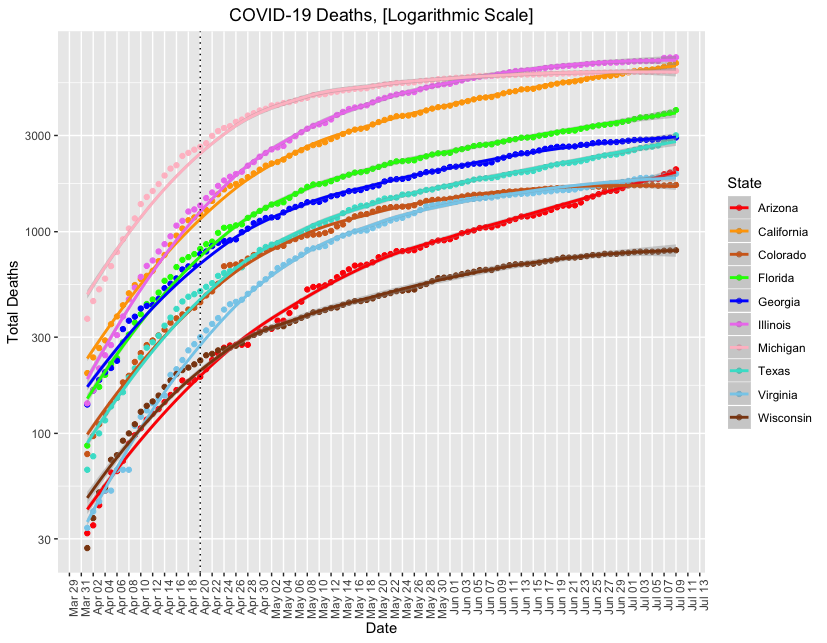 COVID-19 Deaths, [Logarithmic Scale]
Total Deaths
3000
1000
300
100
30
Mar 29
Mar 31
Apr 02
Apr 04
Apr 06
Apr 08
Apr 10
Apr 12
Apr 14
Apr 16
Apr 18
Apr 20
Apr 22
Apr 24
Apr 26
Apr 28
Apr 30
May 02
May 04
May 06
May 08
May 10
May 12
May 14
May 16
May 18
May 20
May 22
May 24
May 26
May 28
May 30
Jun 01
Jun 03
Jun 05
Jun 07
Jun 09
Jun 11
Jun 13
Jun 15
Jun 17
Jun 19
Jun 21
Jun 23
Jun 25
Jun 27
Jun 29
Jul 01
Jul 03
Jul 05
Jul 07
Jul 09
Jul 11
Jul 13
Date
State
Arizona
California
Colorado
Florida
Georgia
Illinois
Michigan
Texas
Virginia
Wisconsin